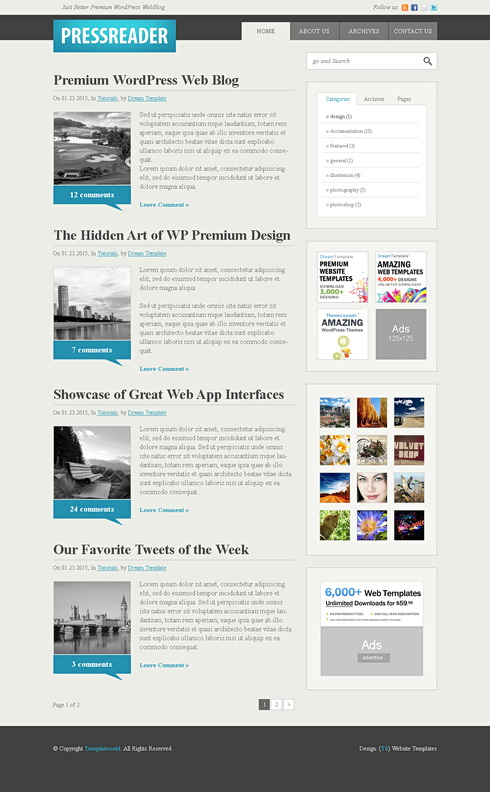 Just Better Premium WordPress WebBlog
Follow us
PRESSREADER
HOME
ABOUT US
ARCHIVES
CONTACT US
go and Search
Premium WordPress Web Blog
On 01.23.2015, In Tutorials, by Dream Template
Sed ut perspiciatis unde omnis iste natus error sit
voluptatem accusantium mque laudantium, totam rem
aperiam, eaque ipsa quae ab illo inventore veritatis et
quasi architecto beatae vitae dicta sunt explicabo
ullamco laboris nisi ut aliquip ex ea commodo conse-
quat.
Lorem ipsum dolor sit amet, consectetur adipiscing
elit, sed do eiusmod tempor incididunt ut labore et
dolore magna aliqua.
12 comments
Leave Comment »
The Hidden Art of WP Premium Design
On 01.23.2015, In Tutorials, by Dream Template
Lorem ipsum dolor sit amet, consectetur adipiscing
elit, sed do eiusmod tempor incididunt ut labore et
dolore magna aliqua.
Sed ut perspiciatis unde omnis iste natus error sit
voluptatem accusantium mque laudantium, totam rem
aperiam, eaque ipsa quae ab illo inventore veritatis et
quasi architecto beatae vitae dicta sunt explicabo
ullamco laboris nisi ut aliquip ex ea commodo conse-
quat.
7 comments
Leave Comment »
Showcase of Great Web App Interfaces
On 01.23.2015, In Tutorials, by Dream Template
Lorem ipsum dolor sit amet, consectetur adipiscing
elit, sed do eiusmod tempor incididunt ut labore et
dolore magna aliqua. Sed ut perspiciatis unde omnis
iste natus error sit voluptatem accusantium mque lau-
dantium, totam rem aperiam, eaque ipsa quae ab illo
inventore veritatis et quasi architecto beatae vitae
dicta sunt explicabo ullamco laboris nisi ut aliquip ex ea
commodo consequat.
24 comments
Leave Comment »
Our Favorite Tweets of the Week
On 01.23.2015, In Tutorials, by Dream Template
Lorem ipsum dolor sit amet, consectetur adipiscing
elit, sed do eiusmod tempor incididunt ut labore et
dolore magna aliqua. Sed ut perspiciatis unde omnis
iste natus error sit voluptatem accusantium mque
laudantium, totam rem aperiam, eaque ipsa quae ab illo
inventore veritatis et quasi architecto beatae vitae dicta
sunt explicabo ullamco laboris nisi ut aliquip ex ea
commodo consequat.
3 comments
Leave Comment »
Page 1 of 2
1
2
>
Categories
Archives
Pages
» design (1)
» documentation (10)
» featured (3)
» general (1)
» illustration (4)
» photography (2)
» photoshop (1)
DreamTemplate
PREMIUM
WEBSITE
TEMPLATES
DOWNLOAD
3,000+
DESIGNS!
DreamTemplate
AMAZING
WEB TEMPLATES
4,000+ DESIGNS
UNLIMITED DOWNLOADS
ThemeLayouts
AMAZING
WordPress Themes
Ads
125x125
VELVET
6,000+ Web Templates
Unlimited Downloads for $59.95
Ads
advertise
© Copyright Templatesold. All Rights Reserved
Design: (TS) Website Templates